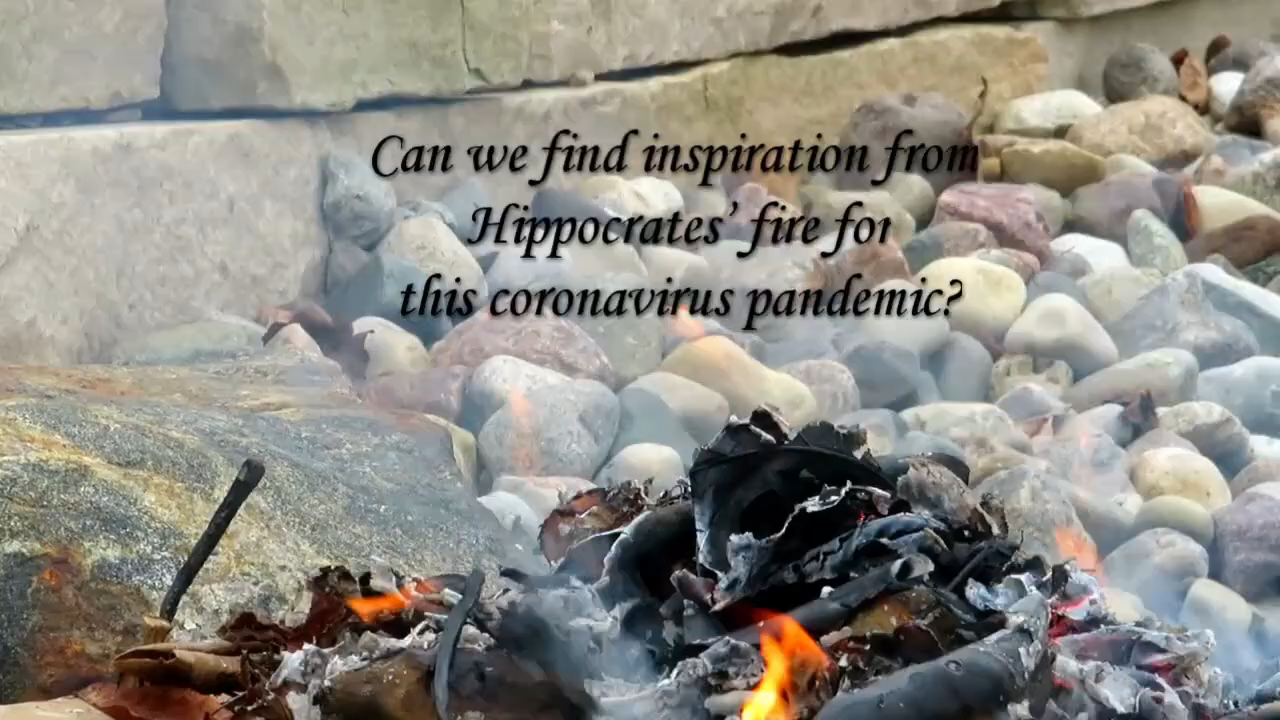 Can we find inspiration from
Hippocrates' fire for
this coronavirus pandemic?